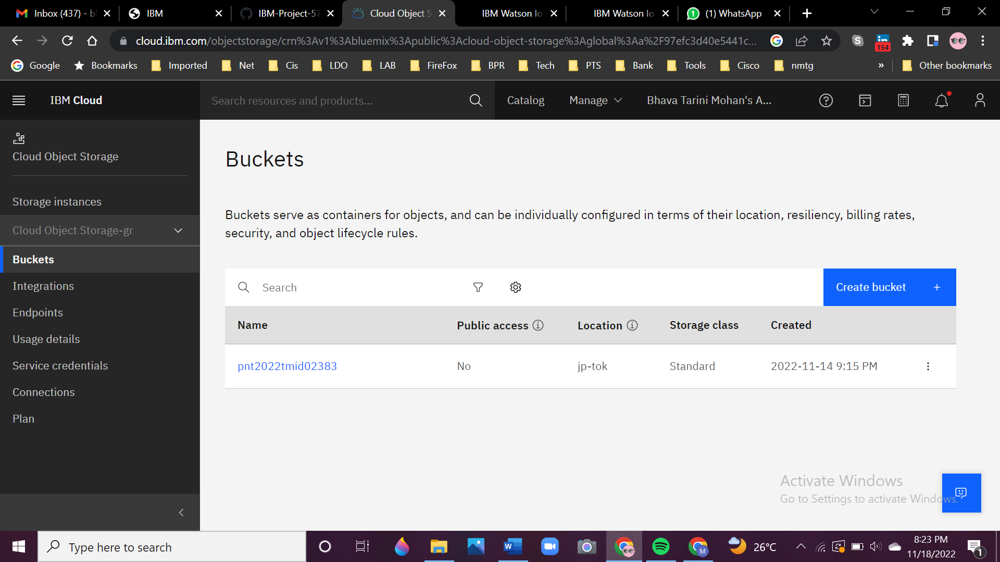 Inbox (437) - b
IBM
IBM-Project-57
Cloud Object S
IBM Watson Io
IBM Watson Io
(1) WhatsApp
cloud.ibm.com/objectstorage/crn%3Av1%3Abluemix%3Apublic%3Acloud-object-storage%3Aglobal%3Aa%2F97efc3d40e5441c...
154
Google
Bookmarks
Imported
Net
Cis
LDO
LAB
FireFox
BPR
Tech
PTS
Bank
Tools
Cisco
nmtg
»
Other bookmarks
IBM Cloud
Search resources and products...
Catalog
Manage
Bhava Tarini Mohan's A...
Cloud Object Storage
Storage instances
Cloud Object Storage-gr
Buckets
Integrations
Endpoints
Usage details
Service credentials
Connections
Plan
Buckets
Buckets serve as containers for objects, and can be individually configured in terms of their location, resiliency, billing rates,
security, and object lifecycle rules.
Search
Create bucket +
Name Public access Location Storage class Created
pnt2022tmid02383 No jp-tok Standard 2022-11-14 9:15 PM
Activate Windows
Go to Settings to activate Windows.
Type here to search
26°C
8:23 PM
11/18/2022
1